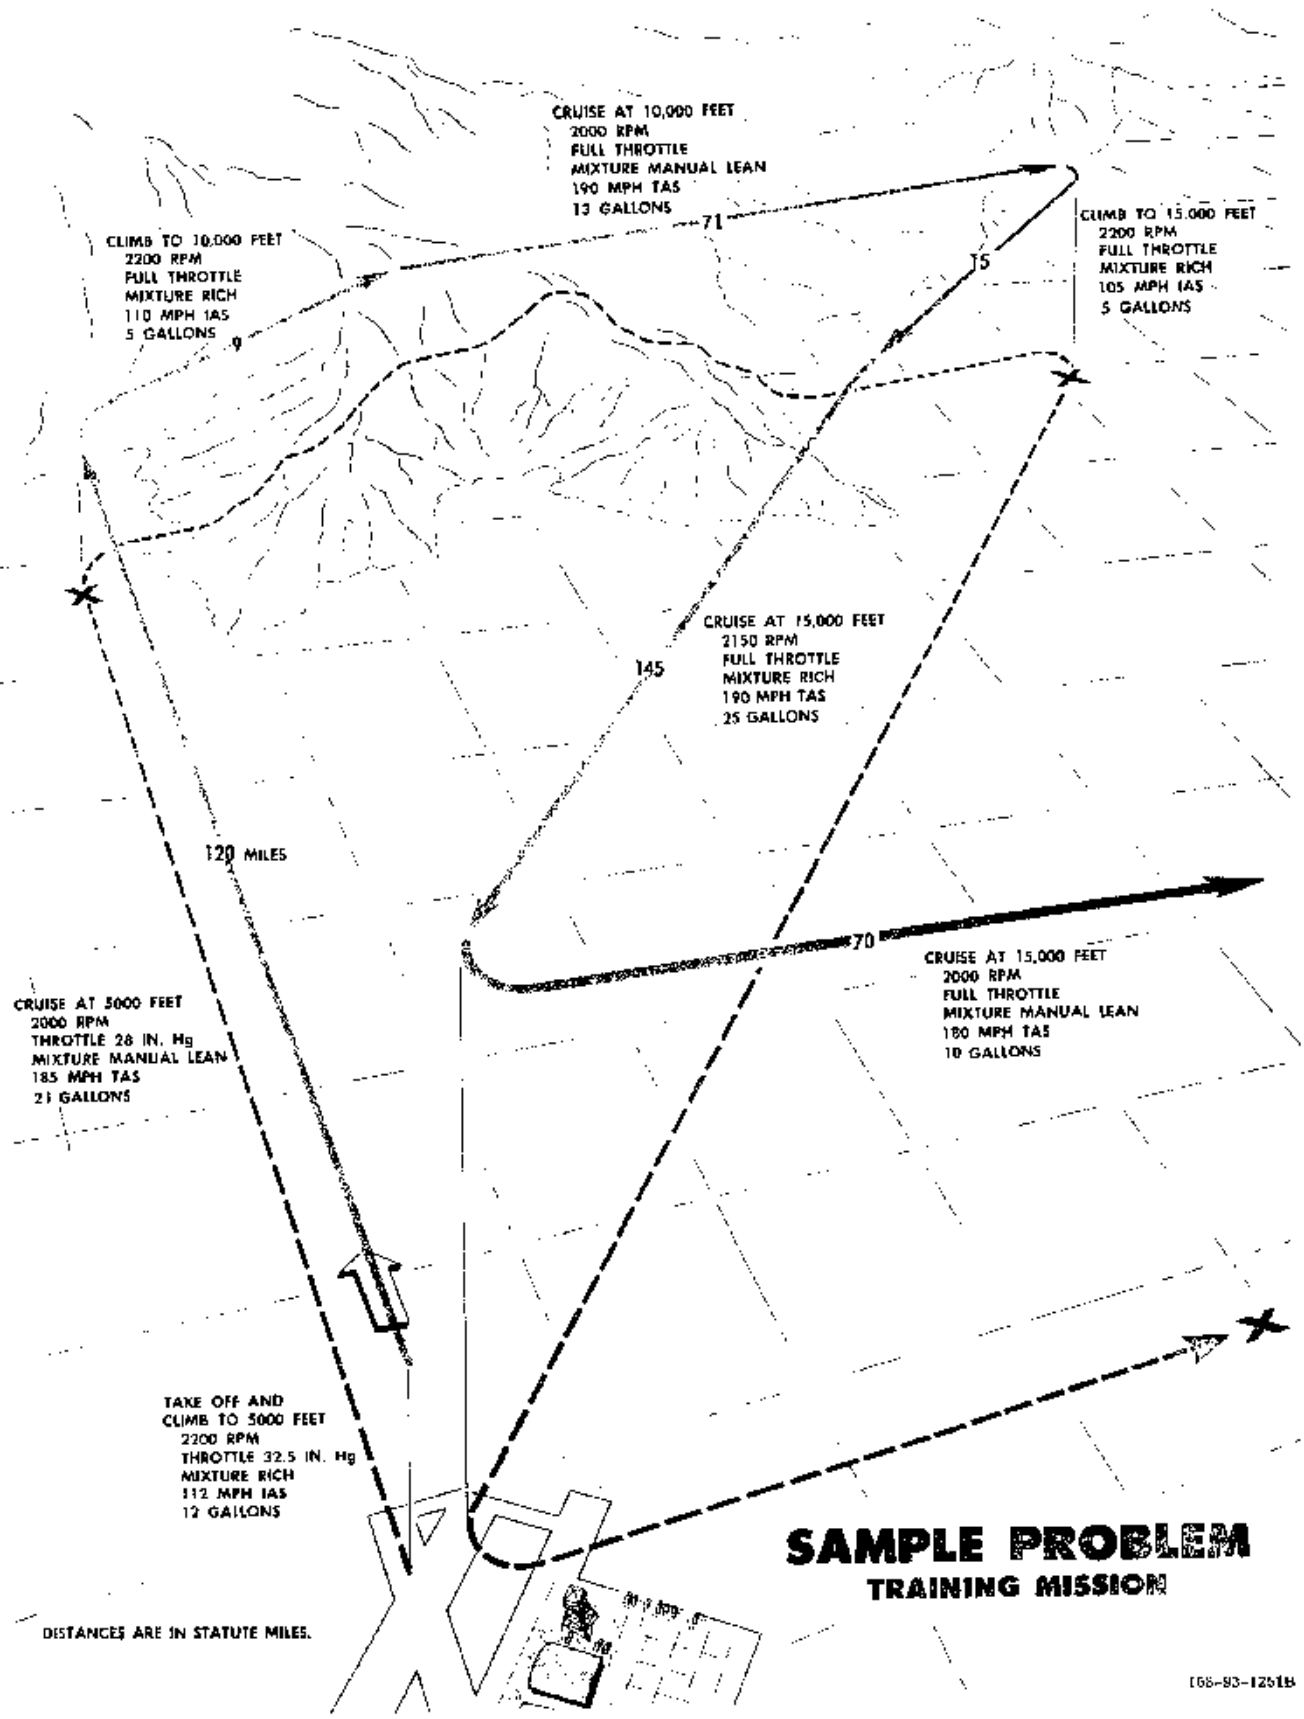 CRUISE AT 10,000 FEET
2000 RPM
FULL THROTTLE
MIXTURE MANUAL LEAN
190 MPH TAS
13 GALLONS
71
CLIMB TO 15,000 FEET
2200 RPM
FULL THROTTLE
MIXTURE RICH
105 MPH IAS
5 GALLONS
CLIMB TO 10,000 FEET
2200 RPM
FULL THROTTLE
MIXTURE RICH
110 MPH IAS
5 GALLONS
9
15
CRUISE AT 15,000 FEET
2150 RPM
FULL THROTTLE
MIXTURE RICH
190 MPH TAS
25 GALLONS
145
120 MILES
70
CRUISE AT 15,000 FEET
2000 RPM
FULL THROTTLE
MIXTURE MANUAL LEAN
180 MPH TAS
10 GALLONS
CRUISE AT 5000 FEET
2000 RPM
THROTTLE 28 IN. Hg
MIXTURE MANUAL LEAN
185 MPH TAS
21 GALLONS
TAKE OFF AND
CLIMB TO 5000 FEET
2200 RPM
THROTTLE 32.5 IN. Hg
MIXTURE RICH
112 MPH IAS
12 GALLONS
SAMPLE PROBLEM
TRAINING MISSION
DISTANCES ARE IN STATUTE MILES.
168-93-1251B